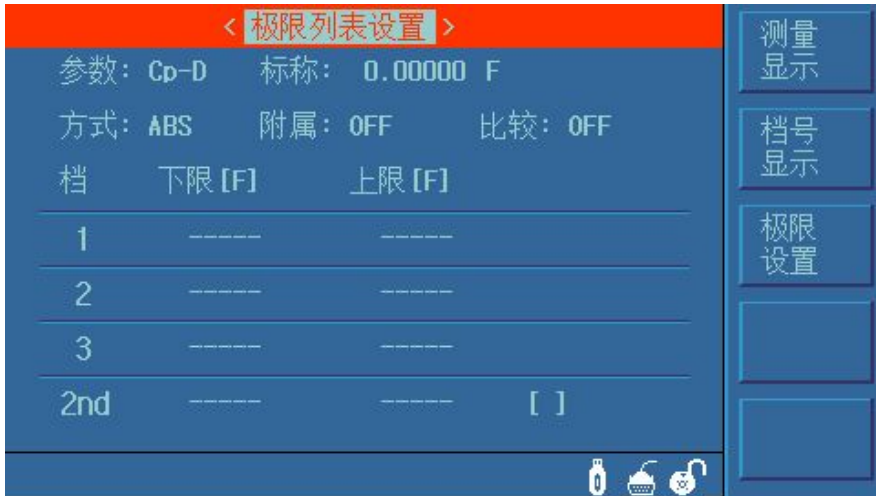 < 极限列表设置 >
参数: Cp-D 标称: 0.00000 F
方式: ABS 附属: OFF 比较: OFF
档 下限[F] 上限[F]
1 ----- -----
2 ----- -----
3 ----- -----
2nd ----- ----- [ ]
测量
显示
档号
显示
极限
设置